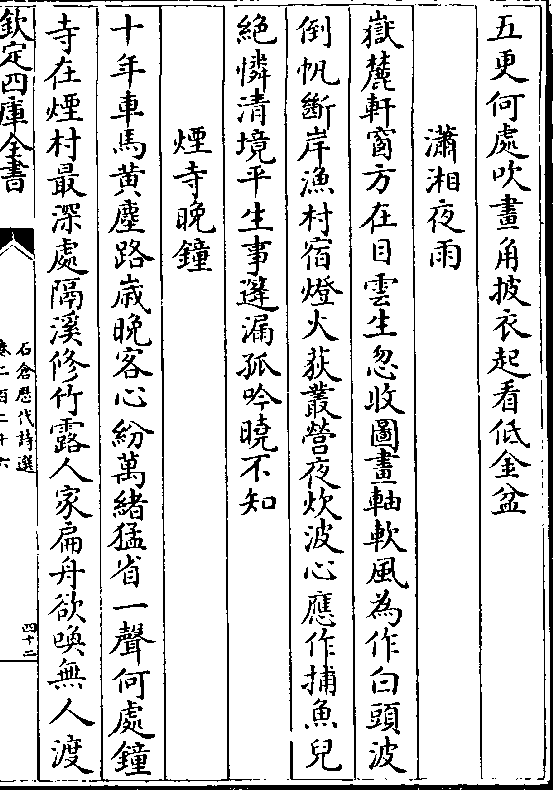 五更何處吹畫角披衣起看低金盆
瀟湘夜雨
嶽麓軒窗方在目雲生忽收圖畫軸軟風為作白頭波
倒帆斷岸漁村宿燈火荻叢營夜炊波心應作捕魚兒
絶憐清境平生事蓬漏孤吟曉不知
煙寺晚鐘
十年車馬黄塵路歳晚客心紛萬緒猛省一聲何處鐘
寺在煙村最深處隔溪修竹露人家扁舟欲喚無人渡
欽定四庫全書
石倉歴代詩選
卷二百二十六
四十二